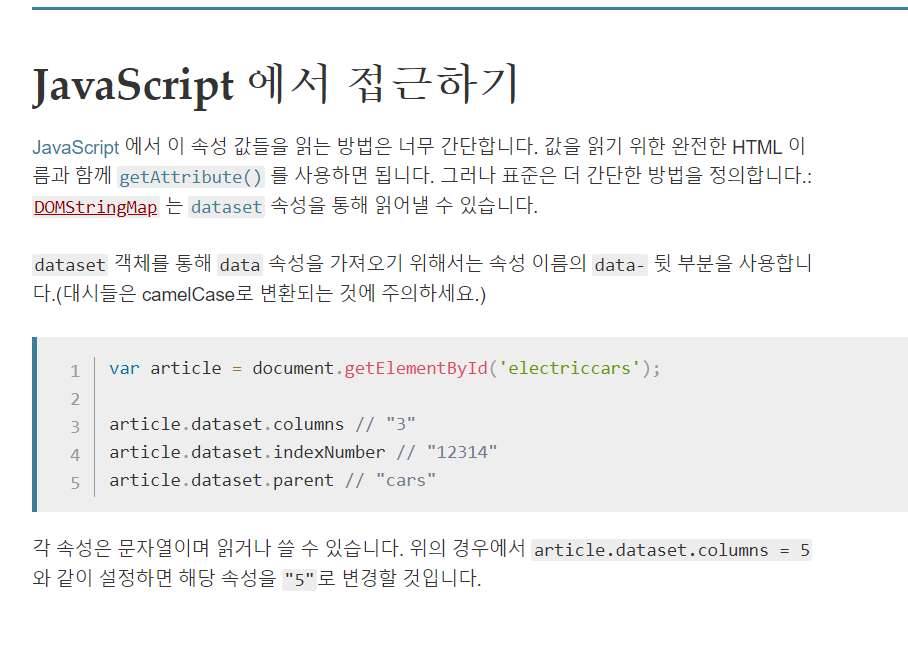 JavaScript 에서 접근하기
JavaScript 에서 이 속성 값들을 읽는 방법은 너무 간단합니다. 값을 읽기 위한 완전한 HTML 이
름과 함께 getAttribute() 를 사용하면 됩니다. 그러나 표준은 더 간단한 방법을 정의합니다.:
DOMStringMap 는 dataset 속성을 통해 읽어낼 수 있습니다.
dataset 객체를 통해 data 속성을 가져오기 위해서는 속성 이름의 data- 뒷 부분을 사용합니
다.(대시들은 camelCase로 변환되는 것에 주의하세요.)
1 var article = document.getElementById('electriccars');
2
3 article.dataset.columns // "3"
4 article.dataset.indexNumber // "12314"
5 article.dataset.parent // "cars"
각 속성은 문자열이며 읽거나 쓸 수 있습니다. 위의 경우에서 article.dataset.columns = 5
와 같이 설정하면 해당 속성을 "5"로 변경할 것입니다.